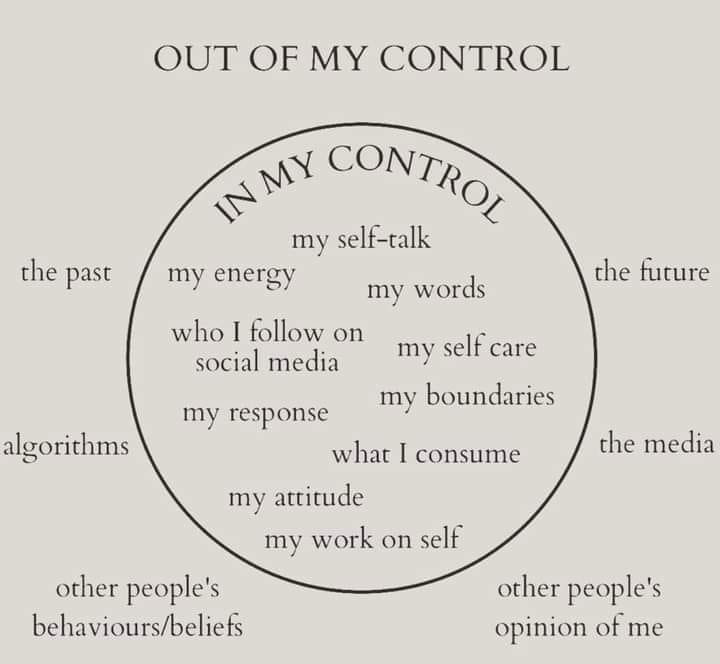 OUT OF MY CONTROL
IN MY CONTROL
my self-talk
the past
my energy
my words
the future
who I follow on
social media
my self care
my response
my boundaries
algorithms
what I consume
the media
my attitude
my work on self
other people's
behaviours/beliefs
other people's
opinion of me